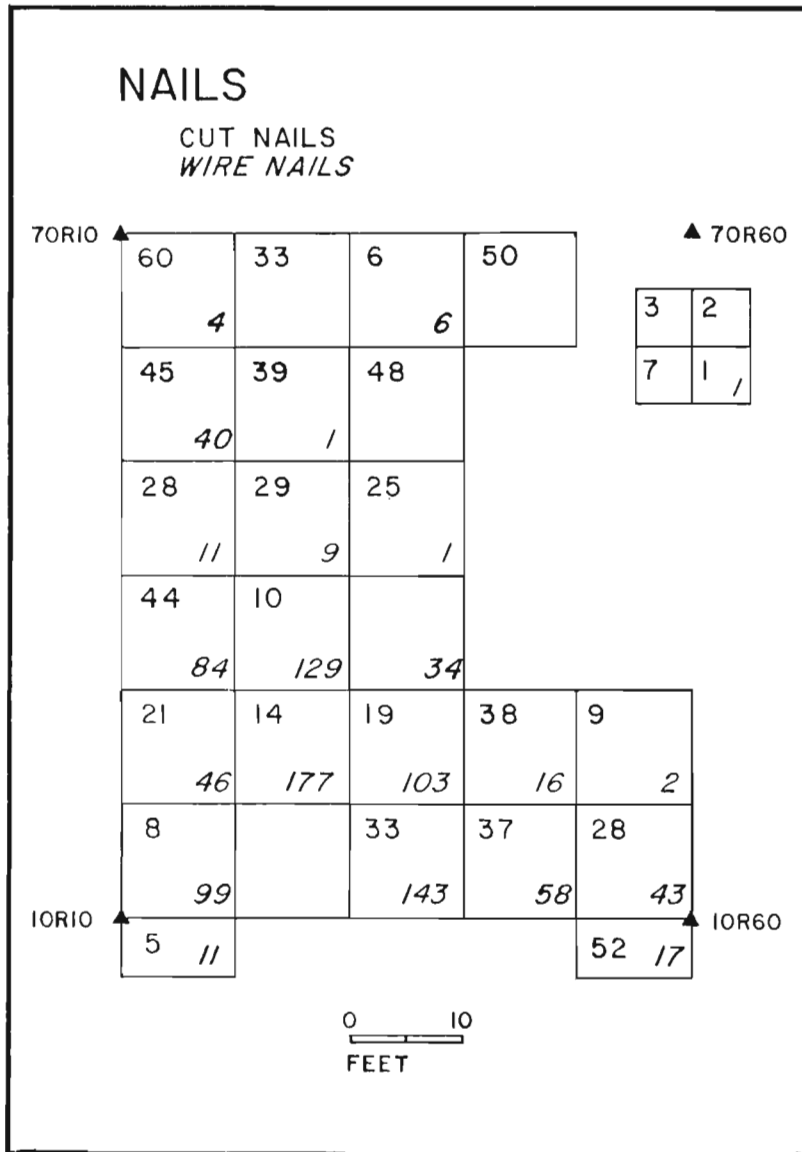 NAILS
CUT NAILS
WIRE NAILS
70R10 70R60
60 33 6 50
4 6
3 2
7 1 1
45 39 48
40 1
28 29 25
11 9 1
44 10
84 129 34
21 14 19 38 9
46 177 103 16 2
8 33 37 28
99 143 58 43
10R10 10R60
5 11 52 17
0 10
FEET